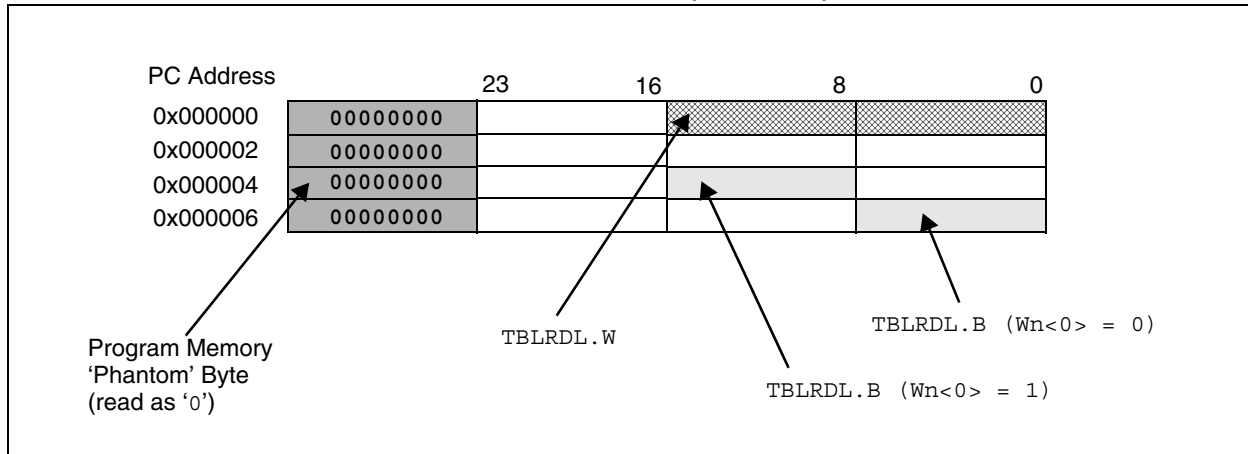 PC Address 23 16 8 0
0x000000 00000000
0x000002 00000000
0x000004 00000000
0x000006 00000000
TBLRDL.W
TBLRDL.B (Wn<0> = 0)
TBLRDL.B (Wn<0> = 1)
Program Memory
‘Phantom’ Byte
(read as ‘0’)